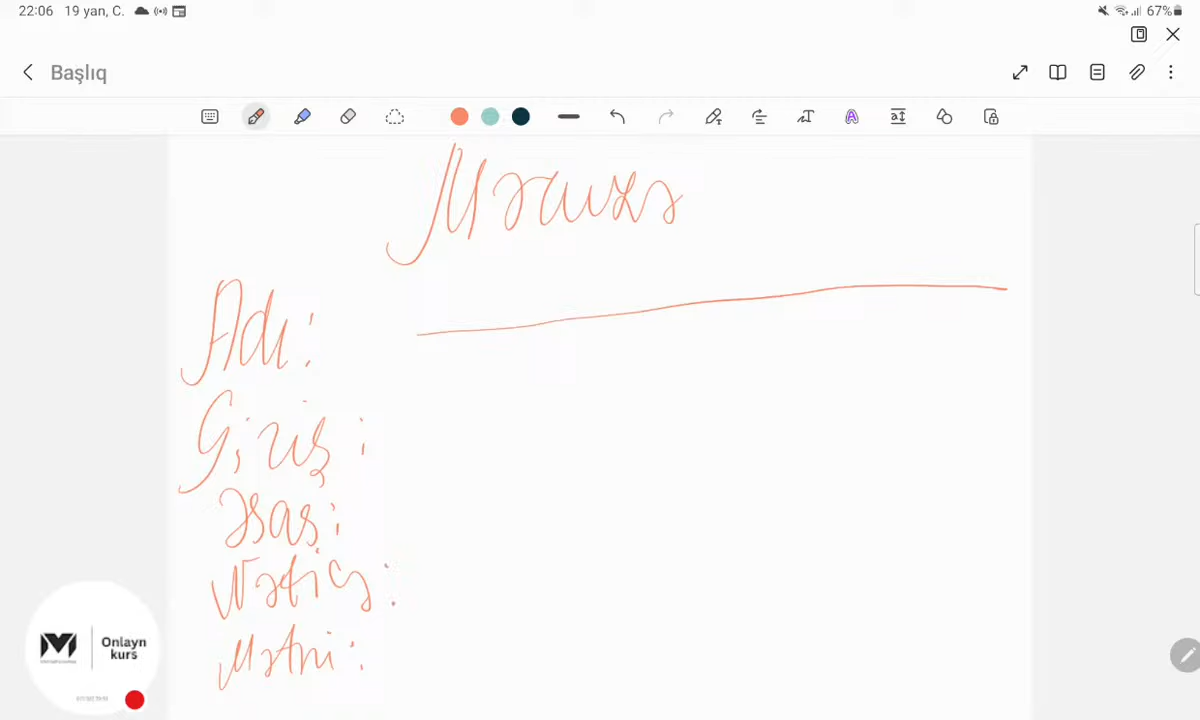 22:06 19 yan, C. 67%
Başlıq
Məruzə
Adı:
Giriş:
Əsas:
Nəticə:
Mətni:
Onlayn
kurs